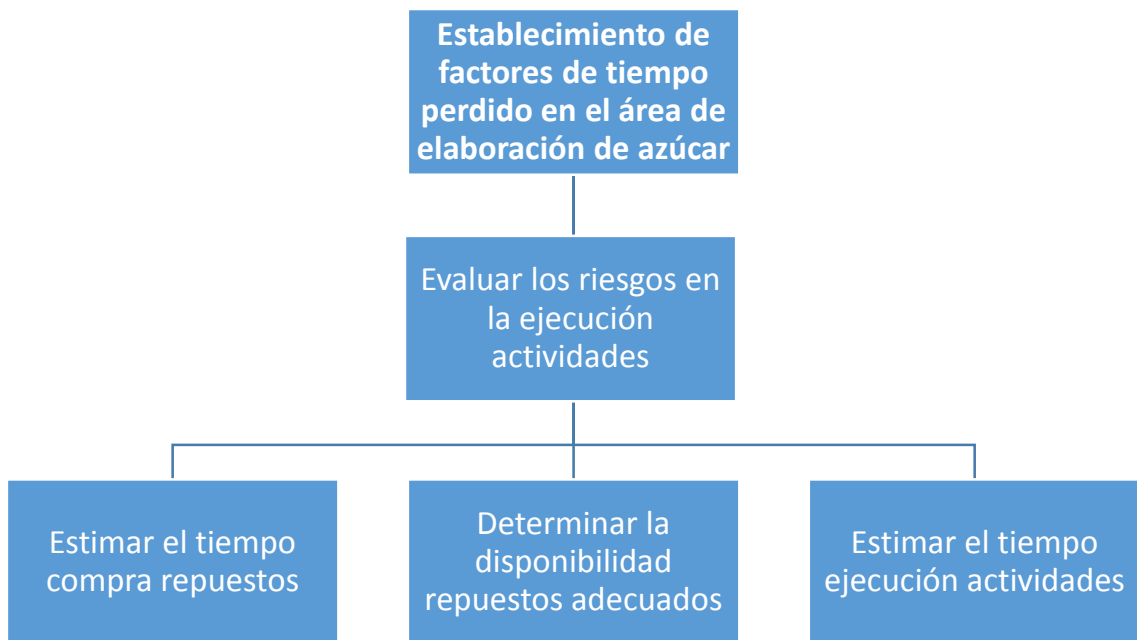 Establecimiento de
factores de tiempo
perdido en el área de
elaboración de azúcar
Evaluar los riesgos en
la ejecución
actividades
Estimar el tiempo
compra repuestos
Determinar la
disponibilidad
repuestos adecuados
Estimar el tiempo
ejecución actividades